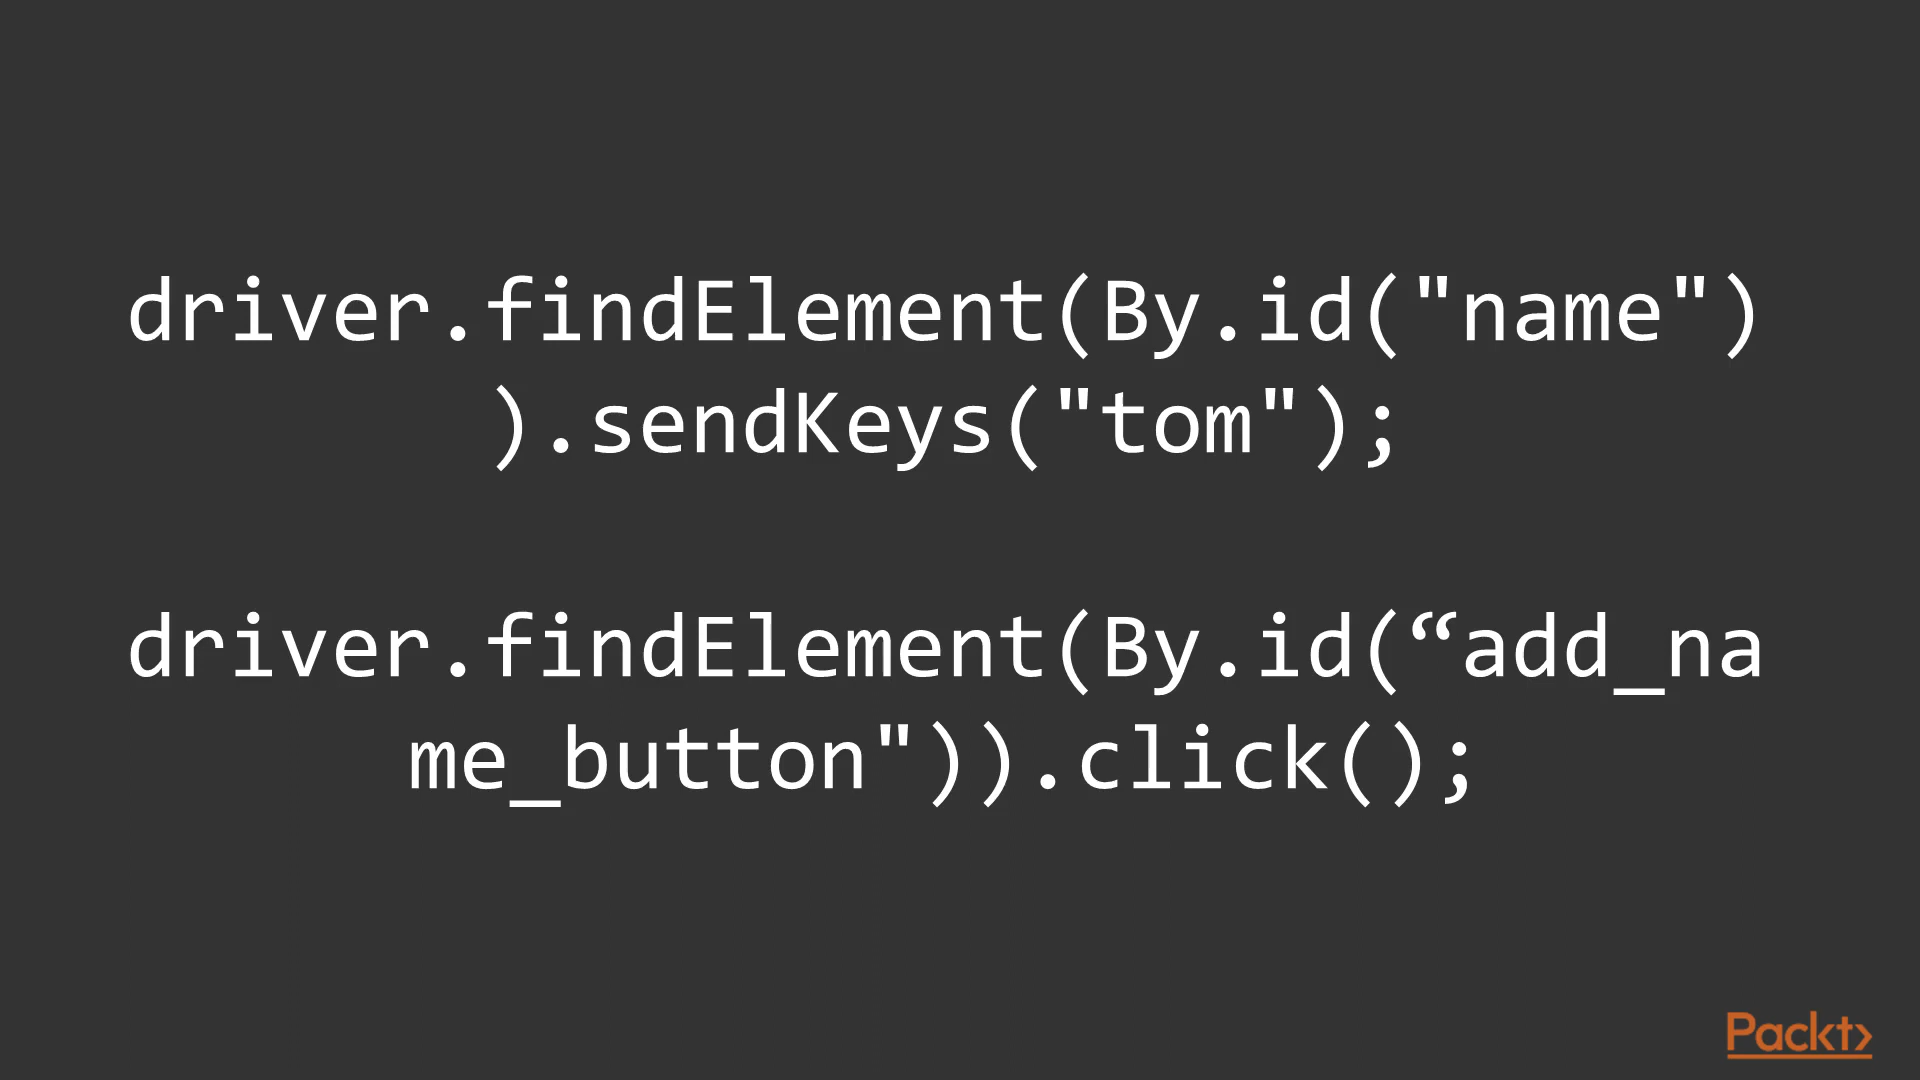 driver.findElement(By.id("name")
).sendKeys("tom");
driver.findElement(By.id(“add_na
me_button")).click();
Packt>